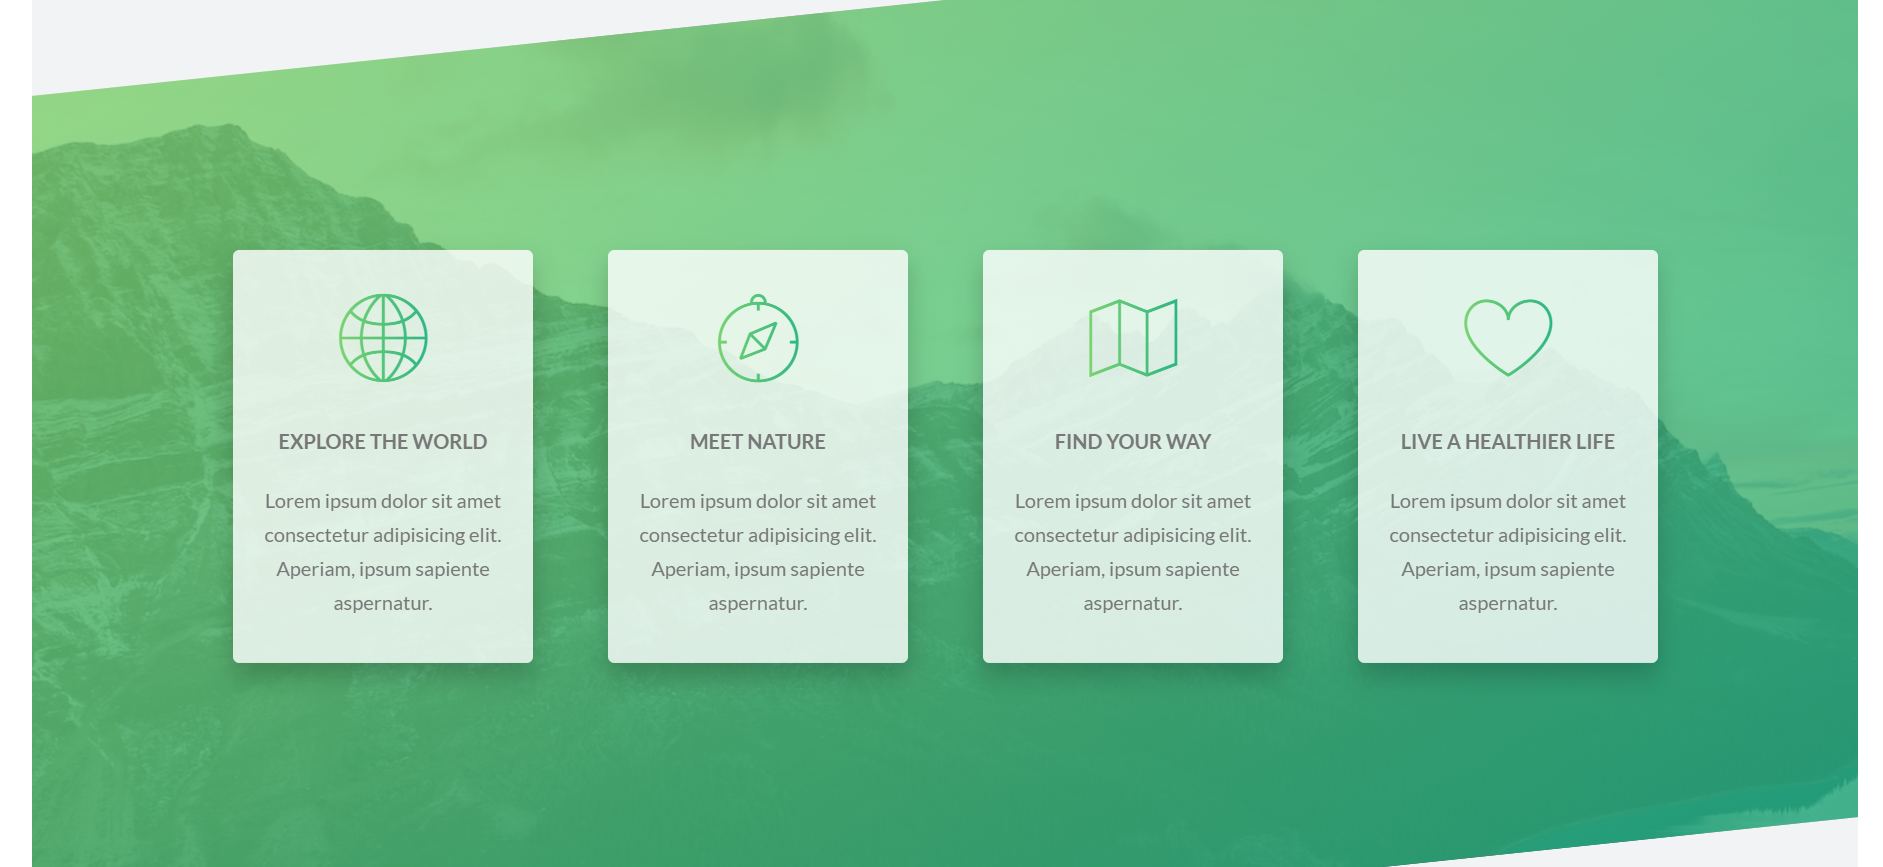 EXPLORE THE WORLD
Lorem ipsum dolor sit amet
consectetur adipisicing elit.
Aperiam, ipsum sapiente
aspernatur.
MEET NATURE
Lorem ipsum dolor sit amet
consectetur adipisicing elit.
Aperiam, ipsum sapiente
aspernatur.
FIND YOUR WAY
Lorem ipsum dolor sit amet
consectetur adipisicing elit.
Aperiam, ipsum sapiente
aspernatur.
LIVE A HEALTHIER LIFE
Lorem ipsum dolor sit amet
consectetur adipisicing elit.
Aperiam, ipsum sapiente
aspernatur.